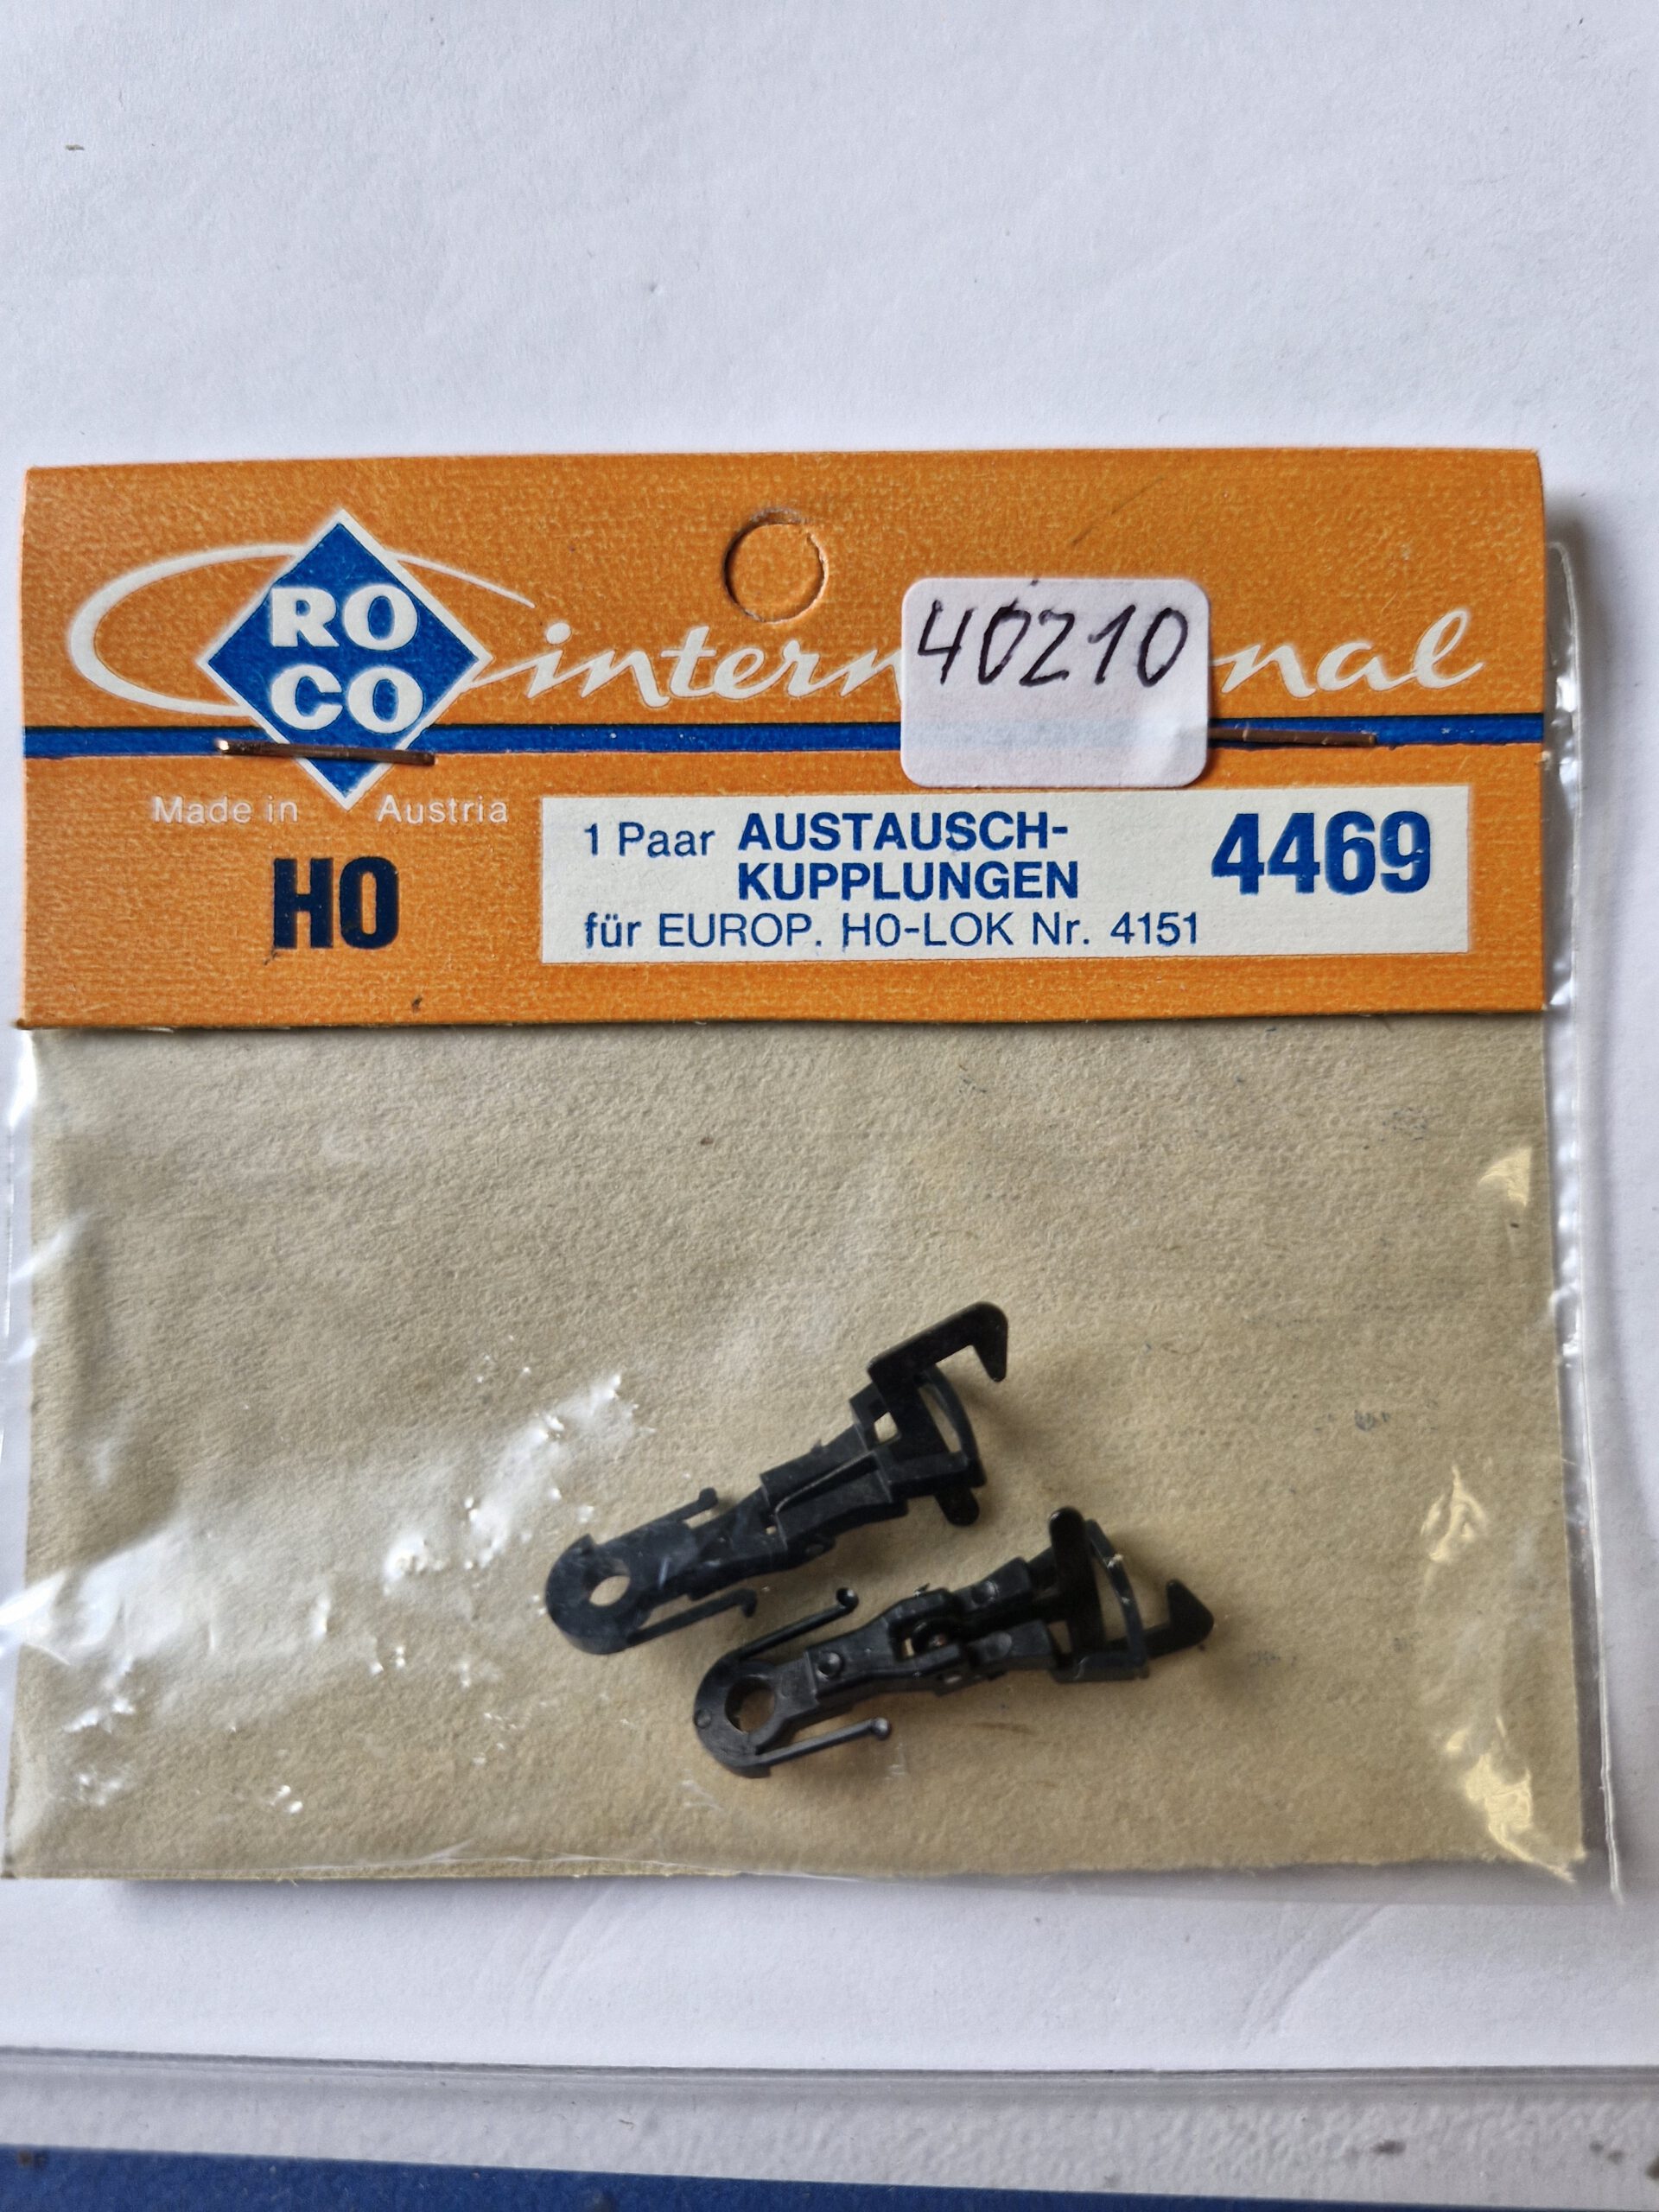 RO
CO
intern nal
40210
Made in Austria
H0
1 Paar AUSTAUSCH-
KUPPLUNGEN
4469
für EUROP. H0-LOK Nr. 4151